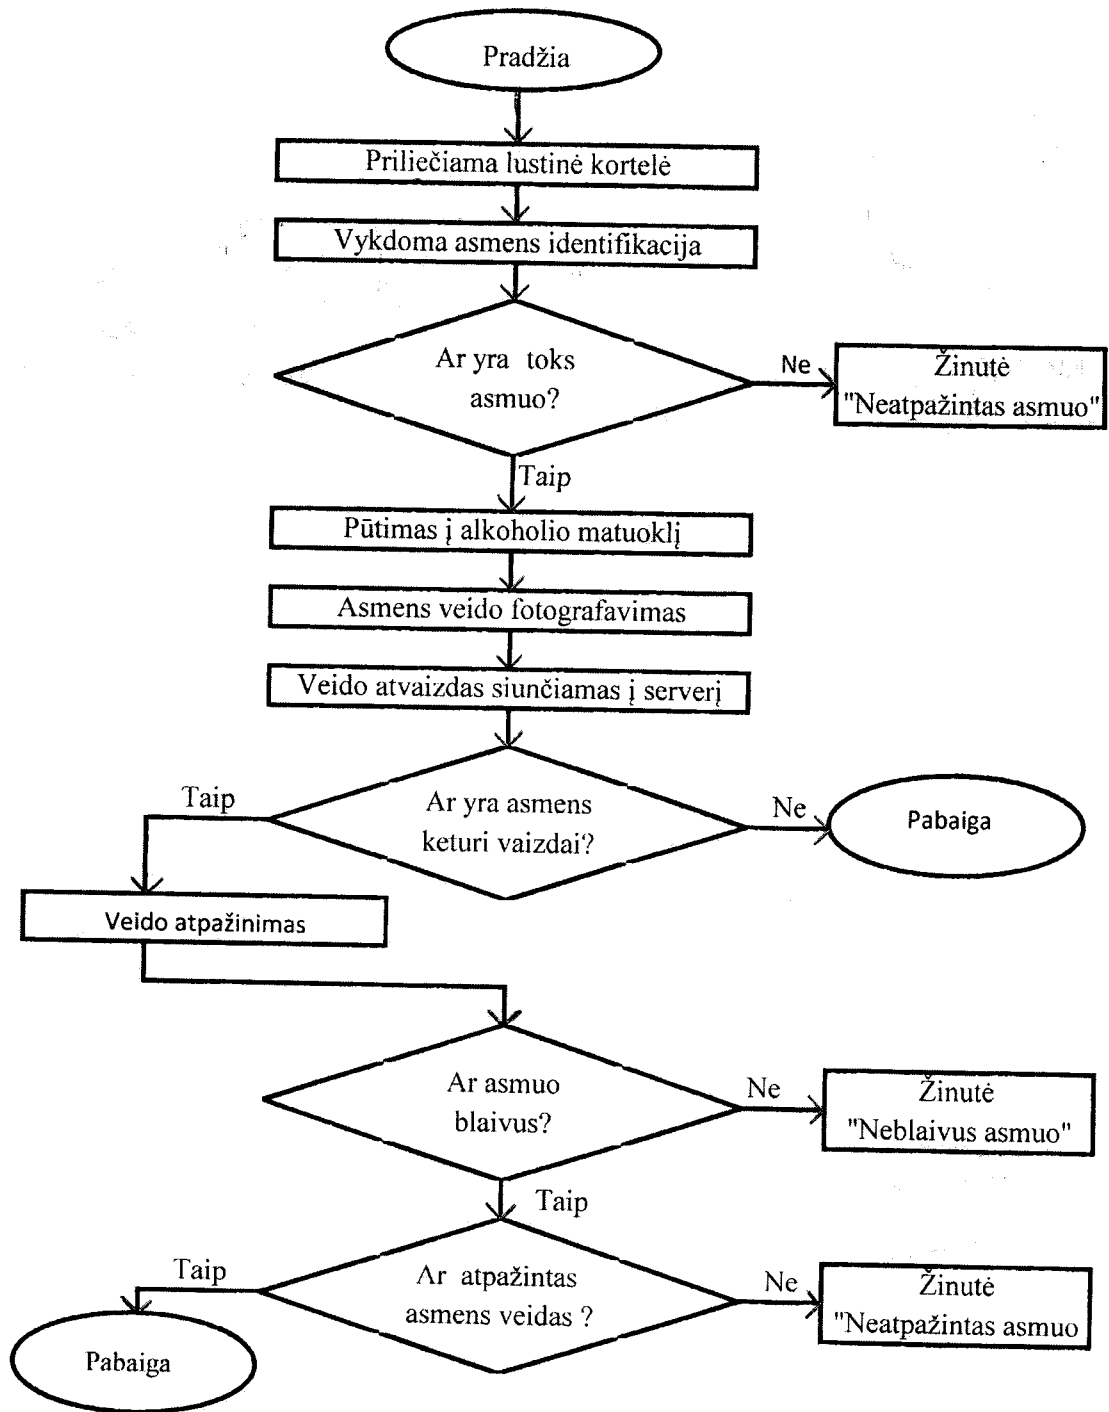 Pradžia
Priliečiama lustinė kortelė
Vykdoma asmens identifikacija
Ar yra toks
asmuo?
Ne
Žinutė
"Neatpažintas asmuo"
Taip
Pūtimas į alkoholio matuoklį
Asmens veido fotografavimas
Veido atvaizdas siunčiamas į serverį
Taip
Ar yra asmens
keturi vaizdai?
Ne
Pabaiga
Veido atpažinimas
Ar asmuo
blaivus?
Ne
Žinutė
"Neblaivus asmuo"
Taip
Taip
Ar atpažintas
asmens veidas ?
Ne
Žinutė
"Neatpažintas asmuo
Pabaiga